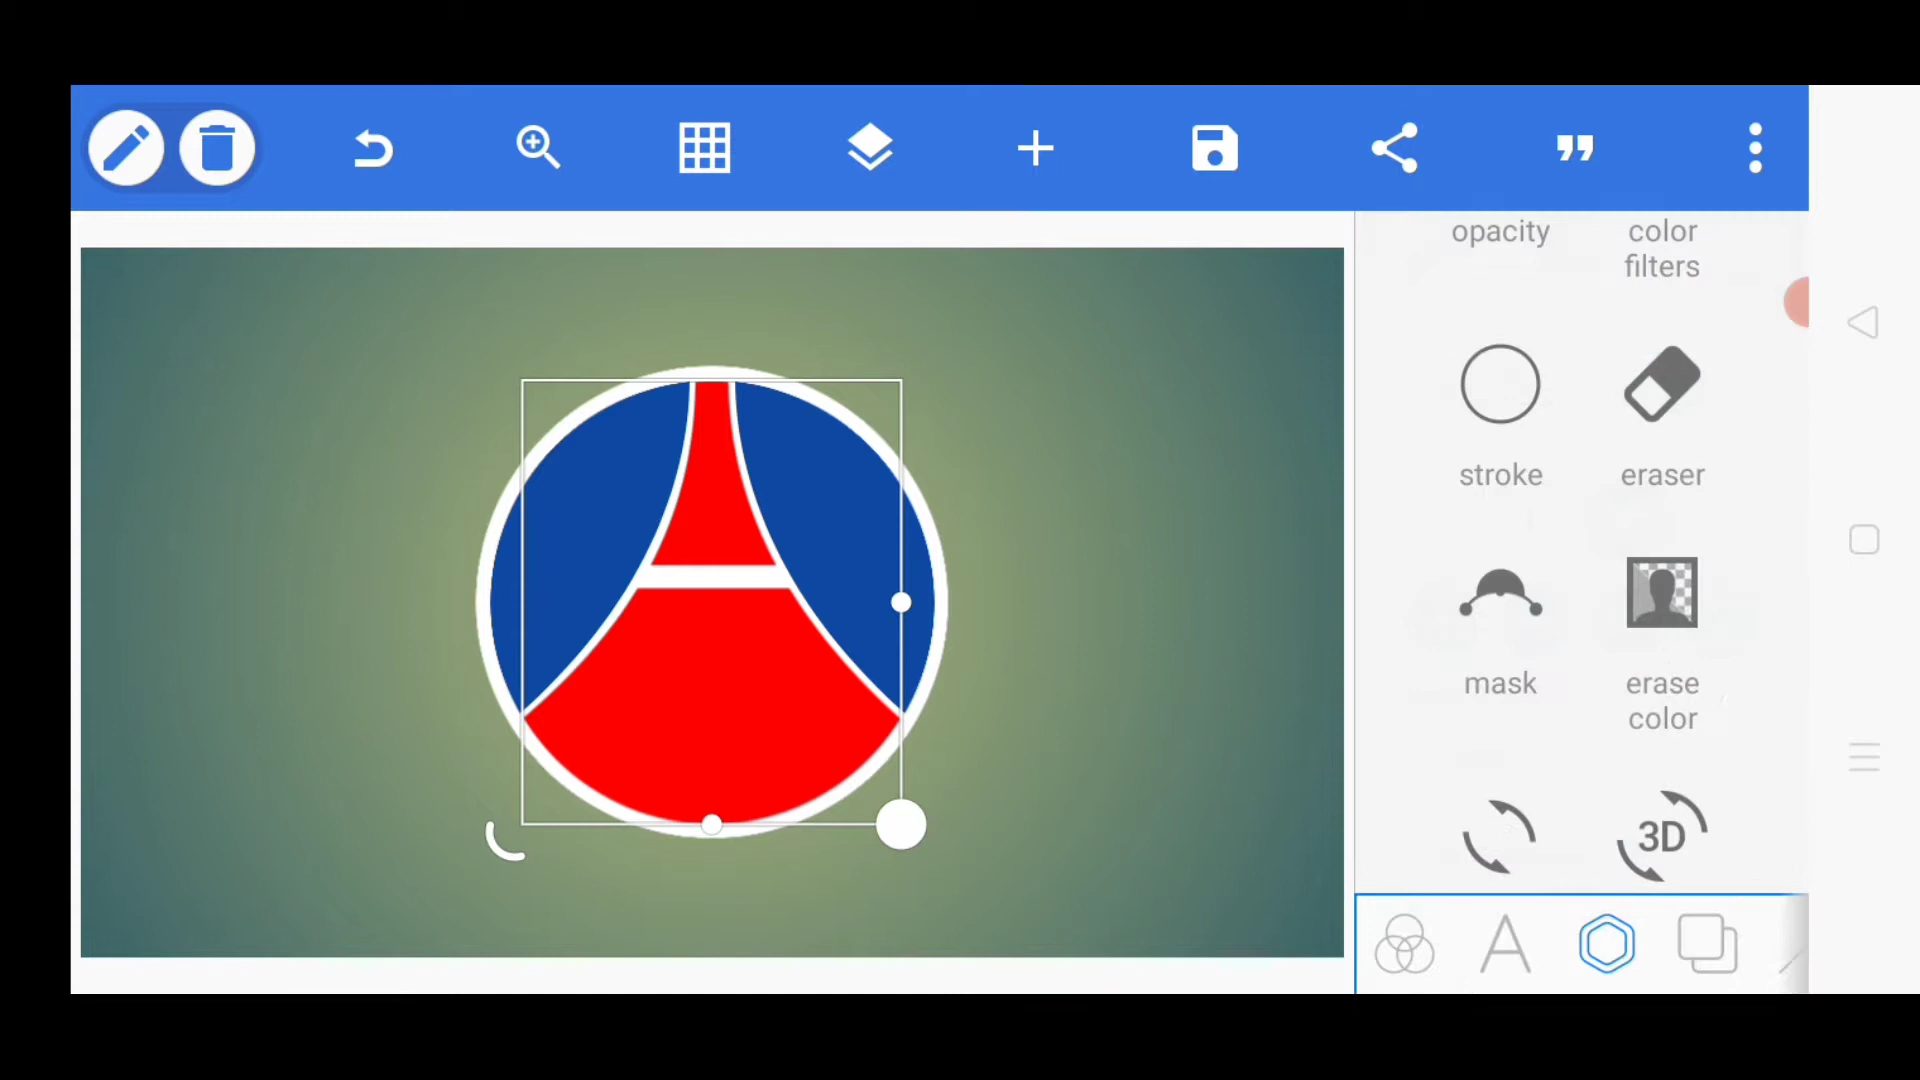 opacity
color
filters
stroke
eraser
mask
erase
color
3D